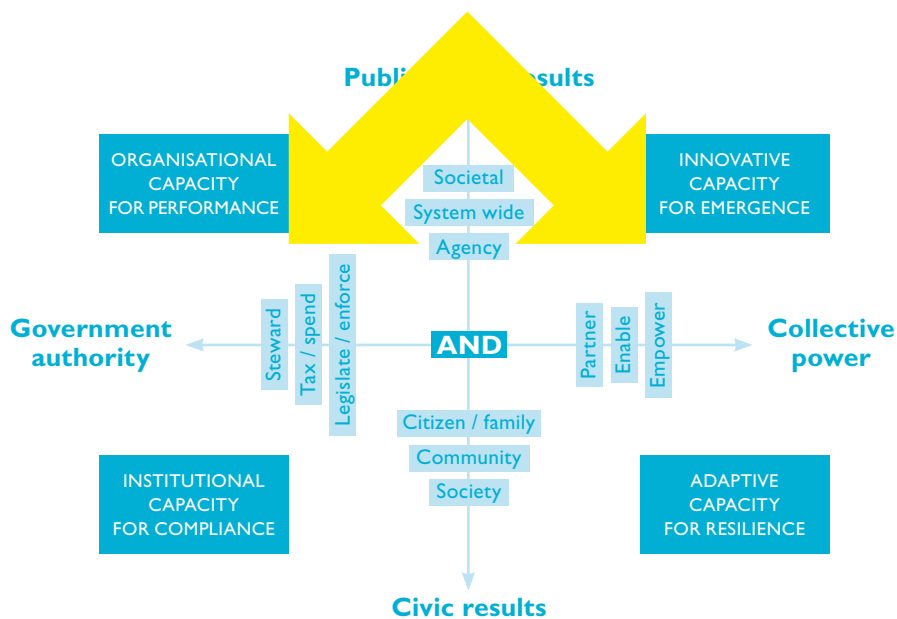 Publi
sults
ORGANISATIONAL
CAPACITY
FOR PERFORMANCE
INNOVATIVE
CAPACITY
FOR EMERGENCE
Societal
System wide
Agency
Government
authority
Steward
Tax / spend
Legislate / enforce
AND
Partner
Enable
Empower
Collective
power
Citizen / family
Community
Society
INSTITUTIONAL
CAPACITY
FOR COMPLIANCE
ADAPTIVE
CAPACITY
FOR RESILIENCE
Civic results